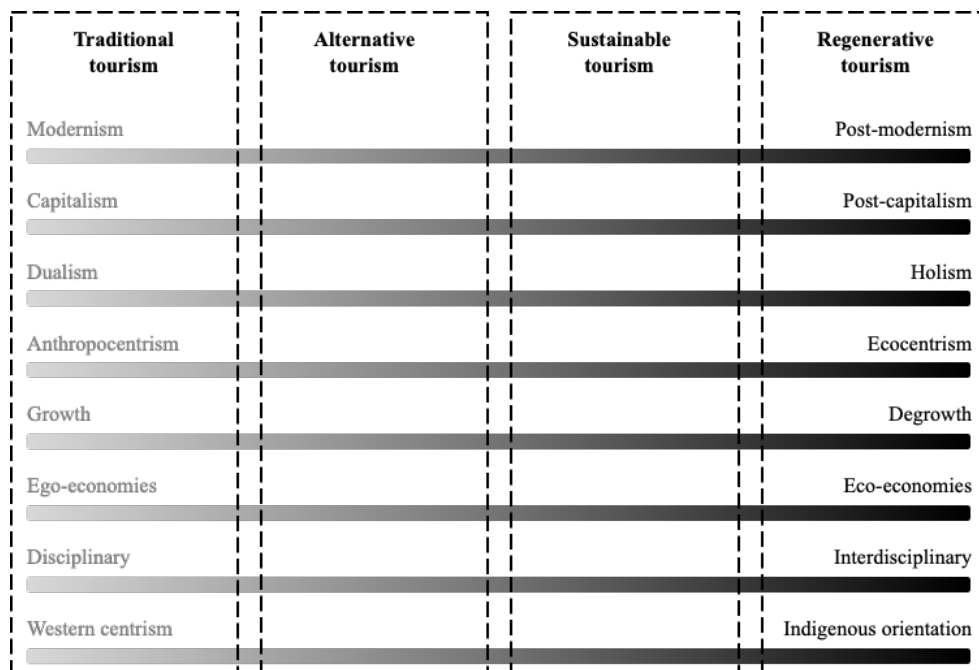 Traditional
tourism
Alternative
tourism
Sustainable
tourism
Regenerative
tourism
Modernism
Post-modernism
Capitalism
Post-capitalism
Dualism
Holism
Anthropocentrism
Ecocentrism
Growth
Degrowth
Ego-economies
Eco-economies
Disciplinary
Interdisciplinary
Western centrism
Indigenous orientation